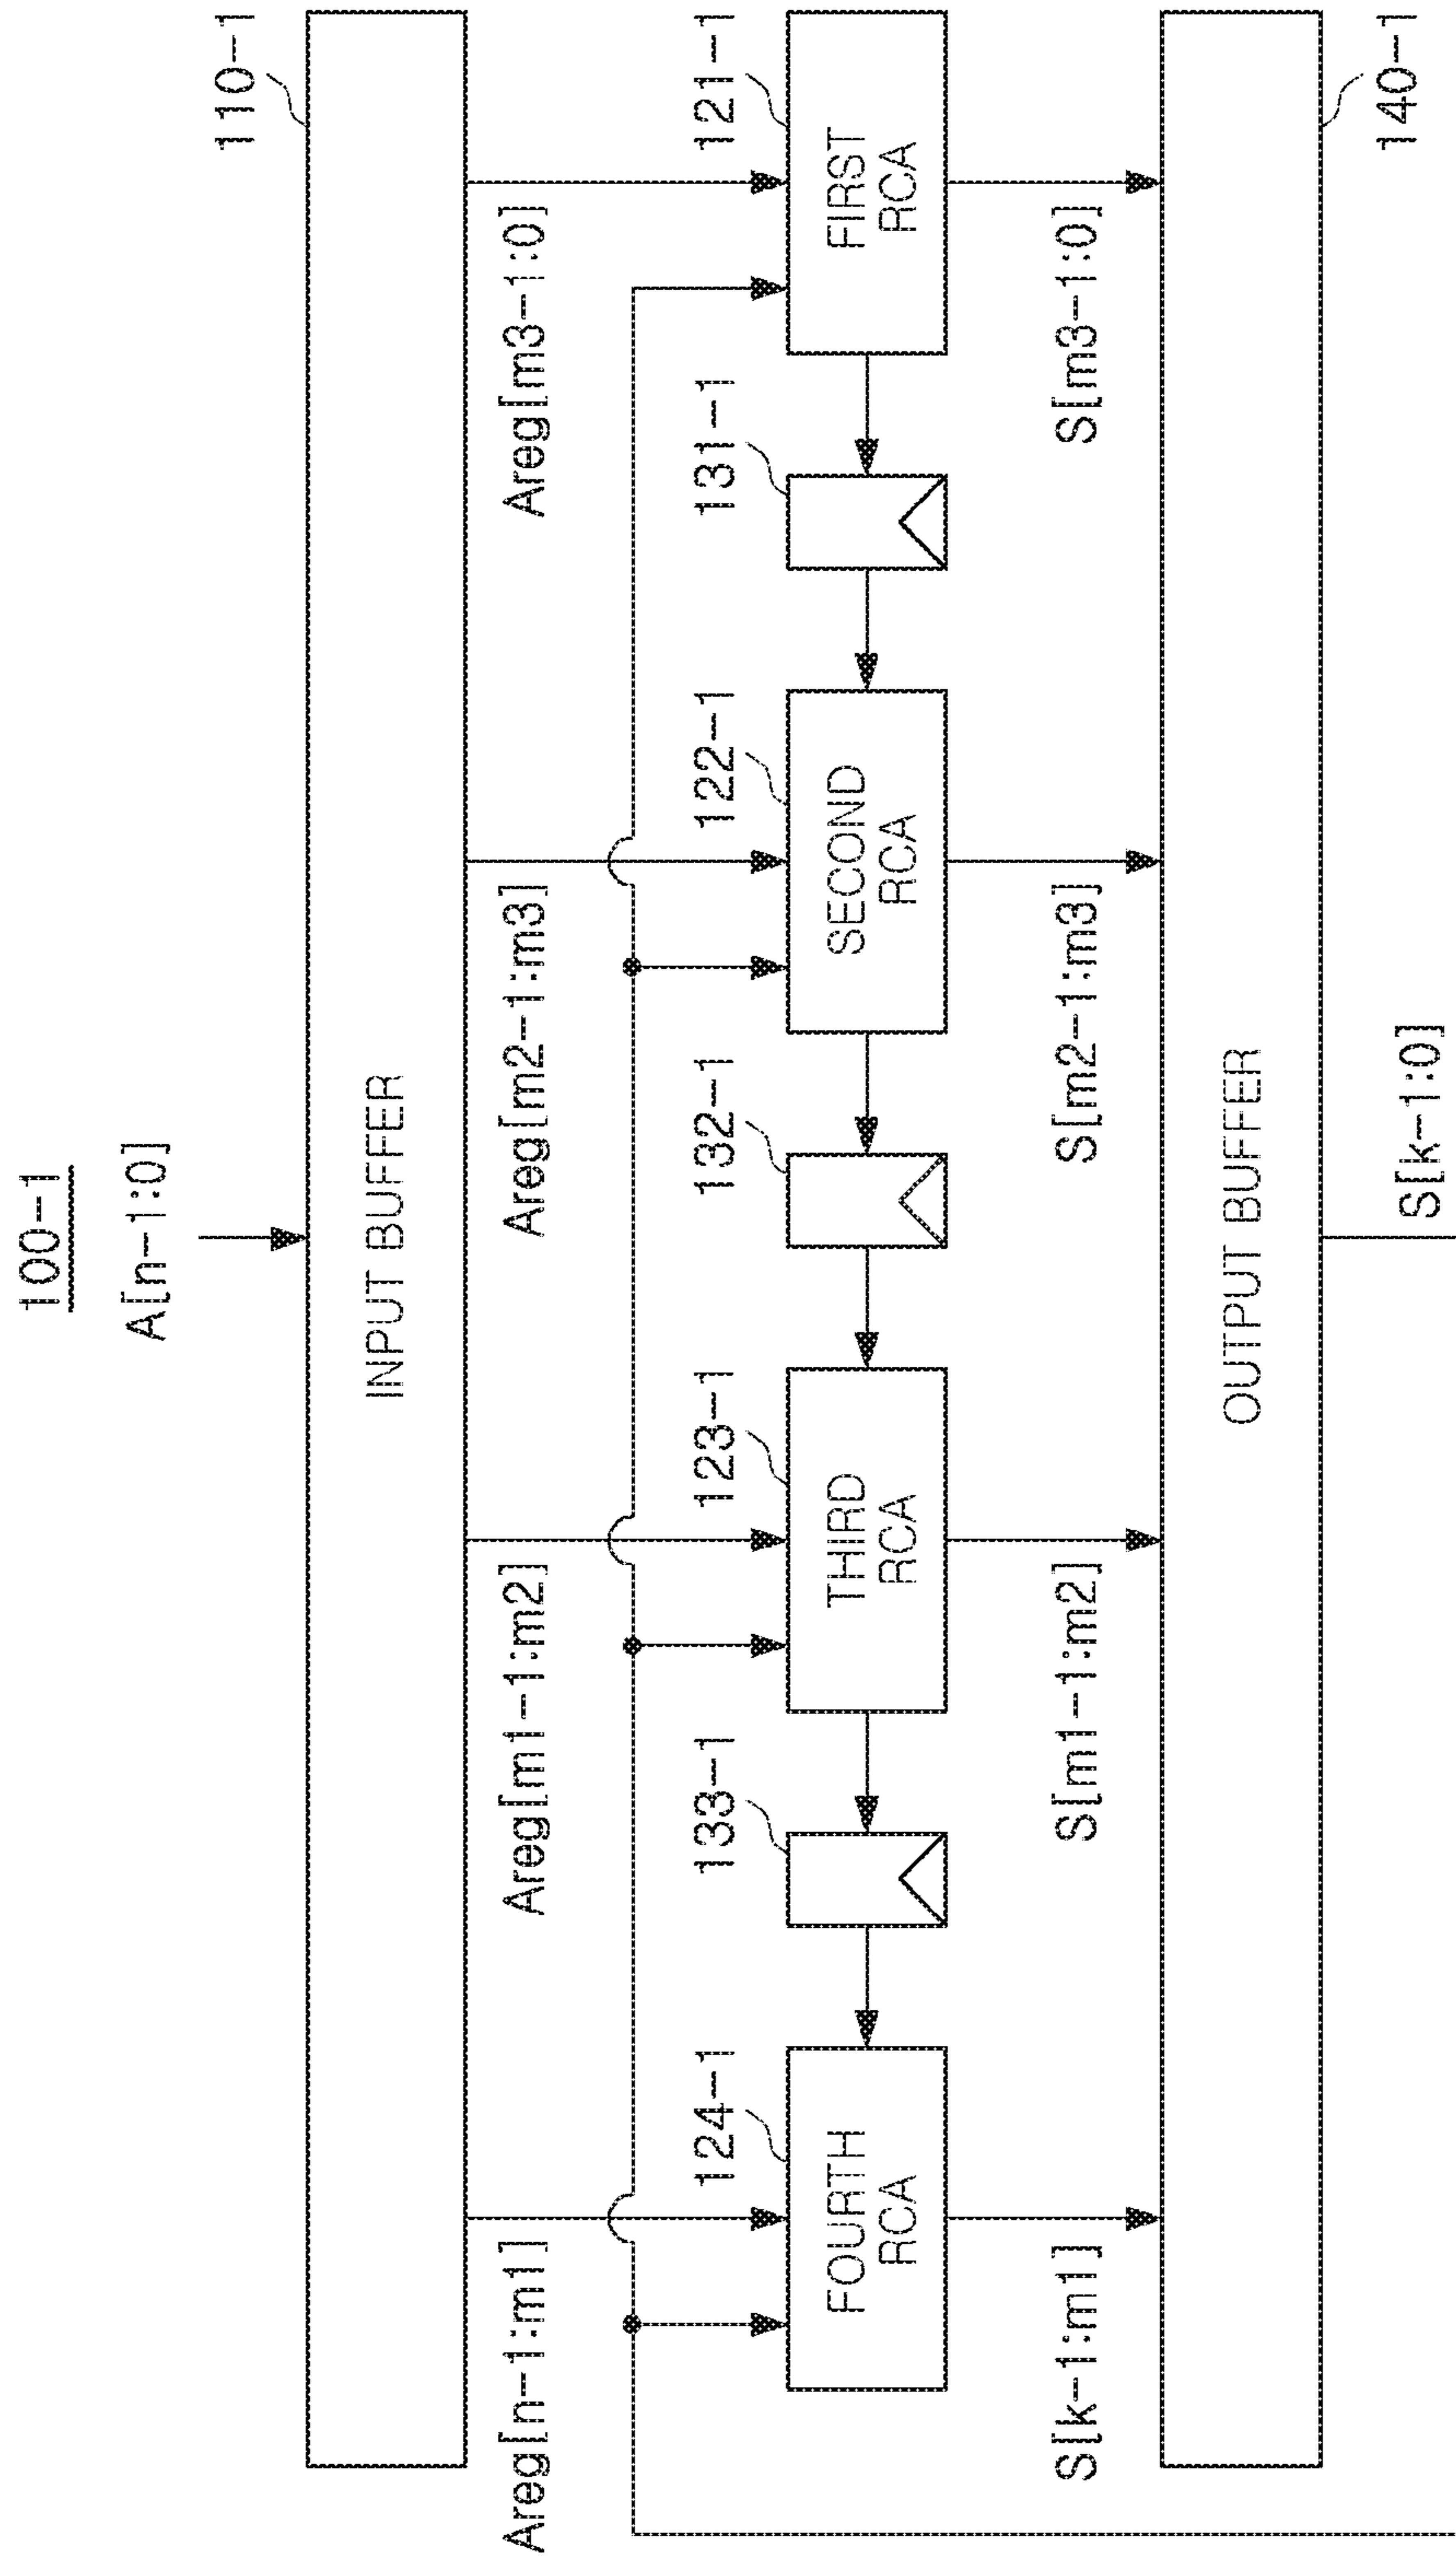 100-1
A[n-1:0]
110-1
INPUT BUFFER
Areg[n-1:m1]
Areg[m1-1:m2]
Areg[m2-1:m3]
Areg[m3-1:0]
124-1
133-1
123-1
132-1
122-1
131-1
121-1
FOURTH
RCA
THIRD
RCA
SECOND
RCA
FIRST
RCA
S[k-1:m1]
S[m1-1:m2]
S[m2-1:m3]
S[m3-1:0]
OUTPUT BUFFER
140-1
S[k-1:0]